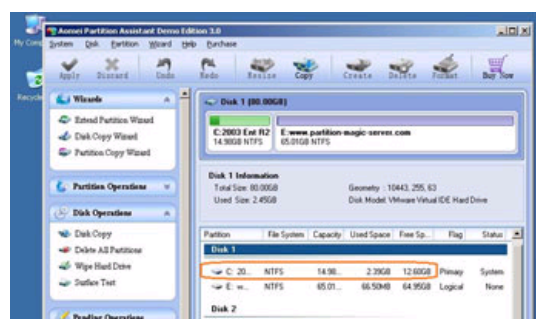 Aomei Partition Assistant Demo Edition 3.0
My Comp
System Disk Partition Wizard Help Purchase
Apply Discard Undo Redo Resize Copy Create Delete Format Buy Now
Recycle
Wizards
Extend Partition Wizard
Disk Copy Wizard
Partition Copy Wizard
Partition Operations
Disk Operations
Disk Copy
Delete All Partitions
Wipe Hard Drive
Surface Test
Pending Operations
Disk 1 (80.00GB)
C:2003 Ent R2
14.98GB NTFS
E:www.partition-magic-server.com
65.01GB NTFS
Disk 1 Information
Total Size: 80.00GB
Geometry : 10443, 255, 63
Used Size: 2.45GB
Disk Model: VMware Virtual IDE Hard Drive
Partition File System Capacity Used Space Free Sp... Flag Status
Disk 1
C: 20... NTFS 14.98... 2.39GB 12.60GB Primary System
E: w... NTFS 65.01... 66.50MB 64.95GB Logical None
Disk 2